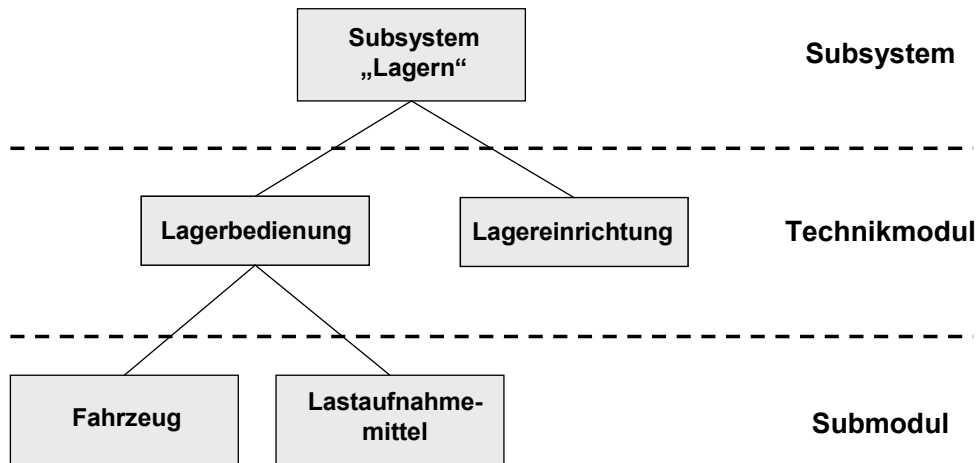 Subsystem
„Lagern“
Subsystem
Lagerbedienung
Lagereinrichtung
Technikmodul
Fahrzeug
Lastaufnahme-
mittel
Submodul